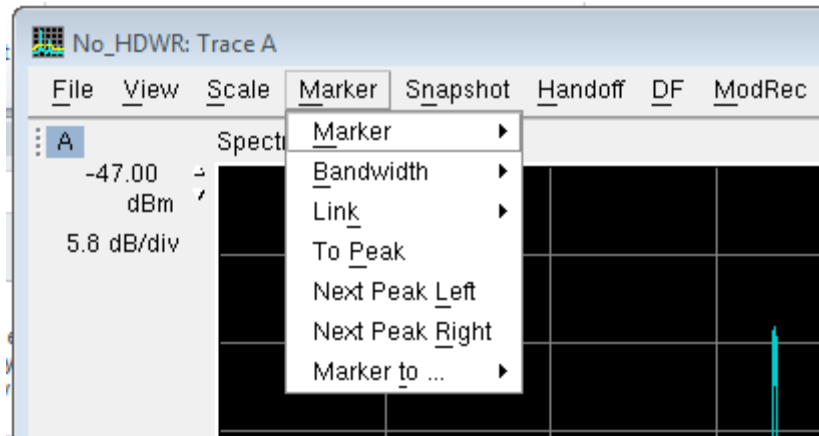 No_HDWR: Trace A
File View Scale Marker Snapshot Handoff DF ModRec
A
-47.00
dBm
5.8 dB/div
Marker
Bandwidth
Link
To Peak
Next Peak Left
Next Peak Right
Marker to ...